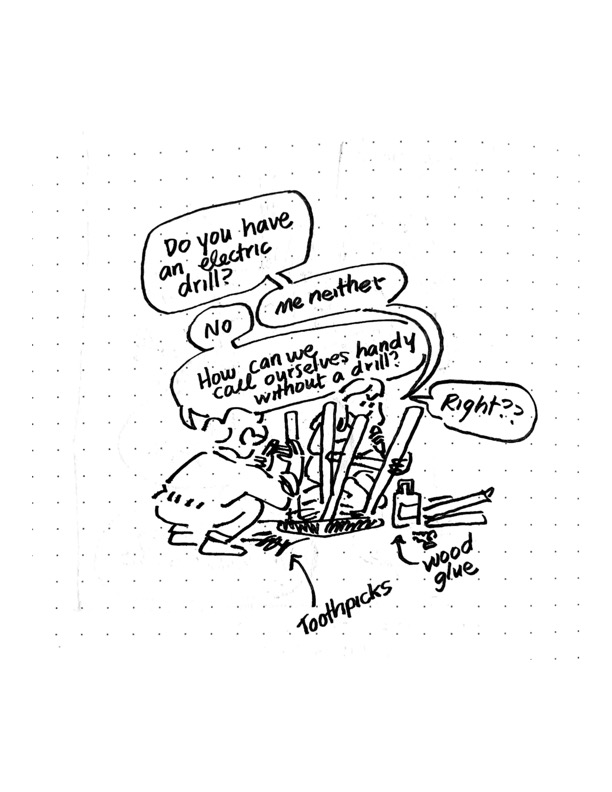 Do you have
an electric
drill?
me neither
No
How can we
call ourselves handy
without a drill?
Right??
wood
glue
Toothpicks